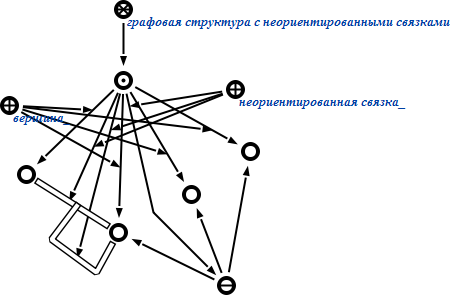 графовая структура с неориентированными связками
неориентированная связка_
вершина_